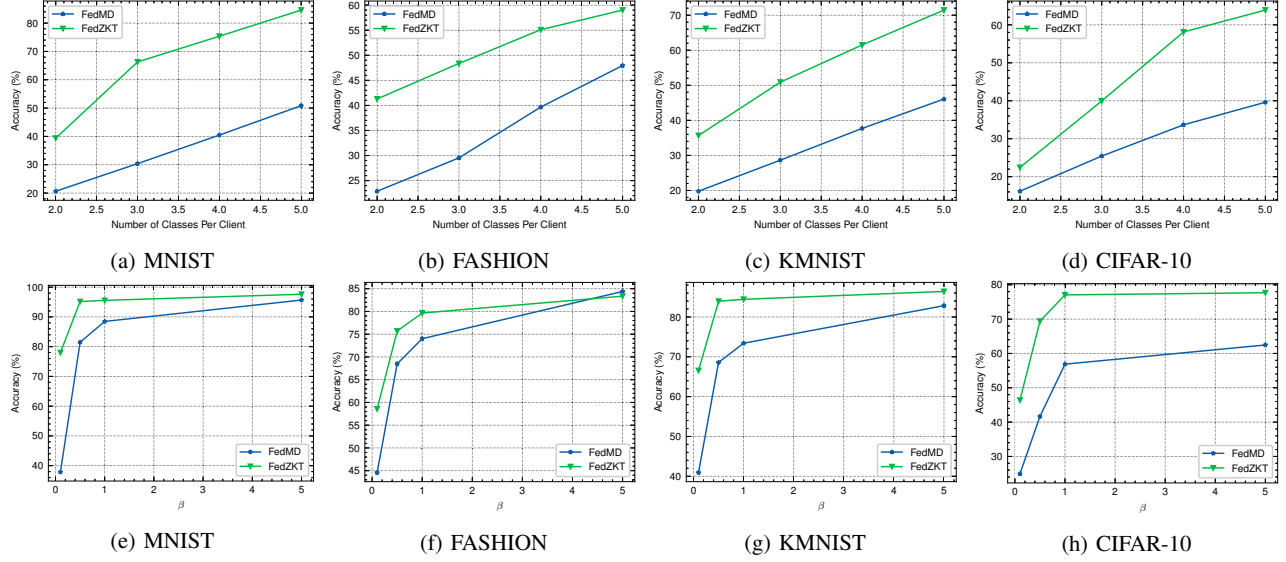 FedMD
FedZKT
80
70
60
50
40
30
20
Accuracy (%)
2.0 2.5 3.0 3.5 4.0 4.5 5.0
Number of Classes Per Client
(a) MNIST
FedMD
FedZKT
60
55
50
45
40
35
30
25
Accuracy (%)
2.0 2.5 3.0 3.5 4.0 4.5 5.0
Number of Classes Per Client
(b) FASHION
FedMD
FedZKT
70
60
50
40
30
20
Accuracy (%)
2.0 2.5 3.0 3.5 4.0 4.5 5.0
Number of Classes Per Client
(c) KMNIST
FedMD
FedZKT
60
50
40
30
20
Accuracy (%)
2.0 2.5 3.0 3.5 4.0 4.5 5.0
Number of Classes Per Client
(d) CIFAR-10
100
90
80
70
60
50
40
Accuracy (%)
FedMD
FedZKT
0 1 2 3 4 5
β
(e) MNIST
85
80
75
70
65
60
55
50
45
Accuracy (%)
FedMD
FedZKT
0 1 2 3 4 5
β
(f) FASHION
80
70
60
50
40
Accuracy (%)
FedMD
FedZKT
0 1 2 3 4 5
β
(g) KMNIST
80
70
60
50
40
30
Accuracy (%)
FedMD
FedZKT
0 1 2 3 4 5
β
(h) CIFAR-10